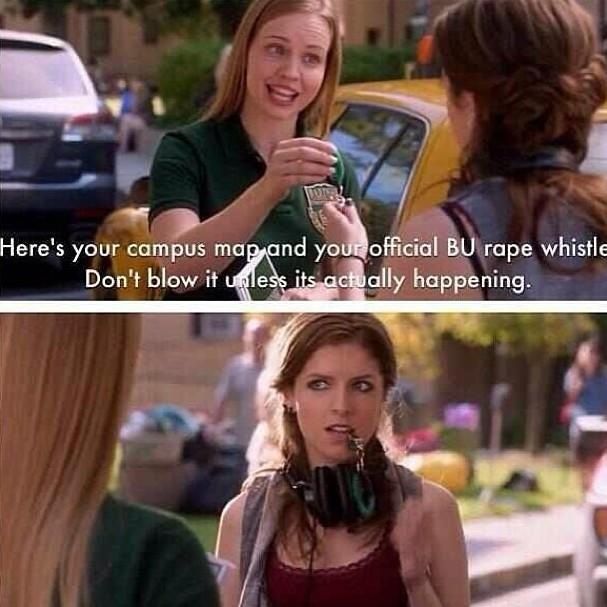 Here's your campus map and your official BU rape whistle
Don't blow it unless its actually happening.